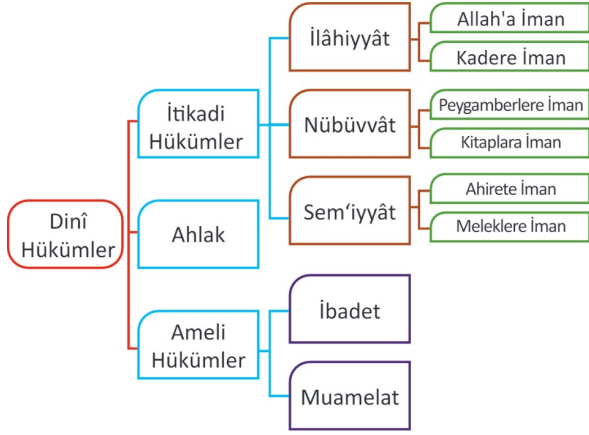 Dinî
Hükümler
İtikadi
Hükümler
İlâhiyyât
Allah'a İman
Kadere İman
Nübüvvât
Peygamberlere İman
Kitaplara İman
Sem‘iyyât
Ahirete İman
Meleklere İman
Ahlak
Ameli
Hükümler
İbadet
Muamelat